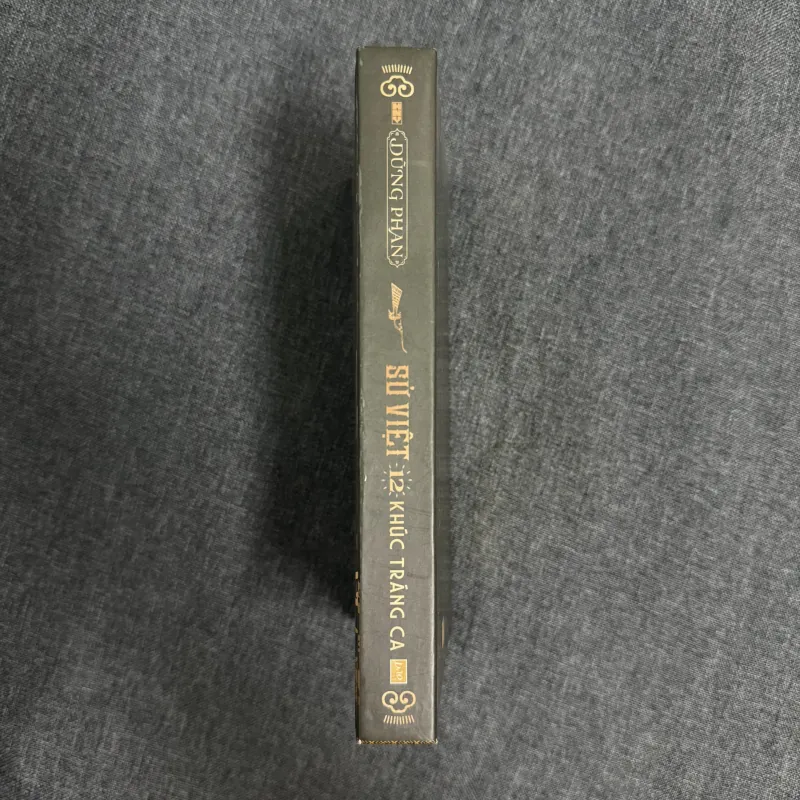 DŨNG PHAN
SỬ VIỆT
12
KHÚC TRÁNG CA